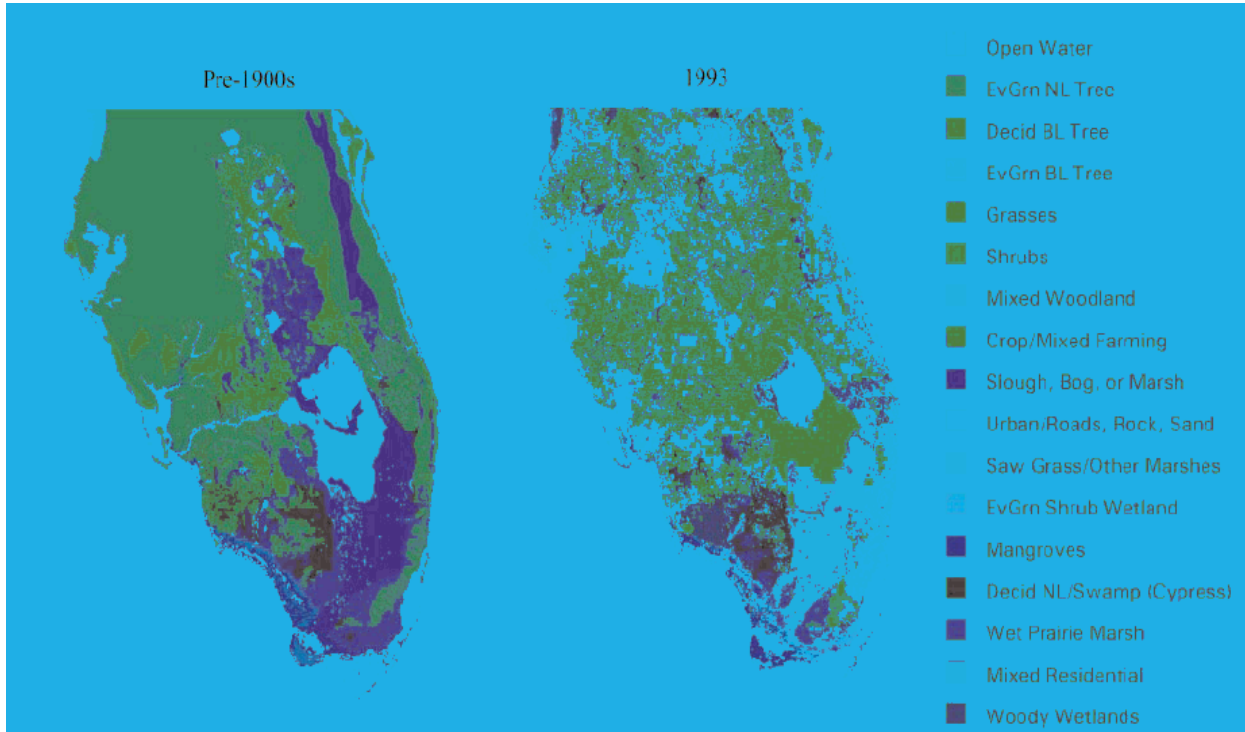 Pre-1900s
1993
Open Water
EvGrn NL Tree
Decid BL Tree
EvGrn BL Tree
Grasses
Shrubs
Mixed Woodland
Crop/Mixed Farming
Slough, Bog, or Marsh
Urban/Roads, Rock, Sand
Saw Grass/Other Marshes
EvGrn Shrub Wetland
Mangroves
Decid NL/Swamp (Cypress)
Wet Prairie Marsh
Mixed Residential
Woody Wetlands